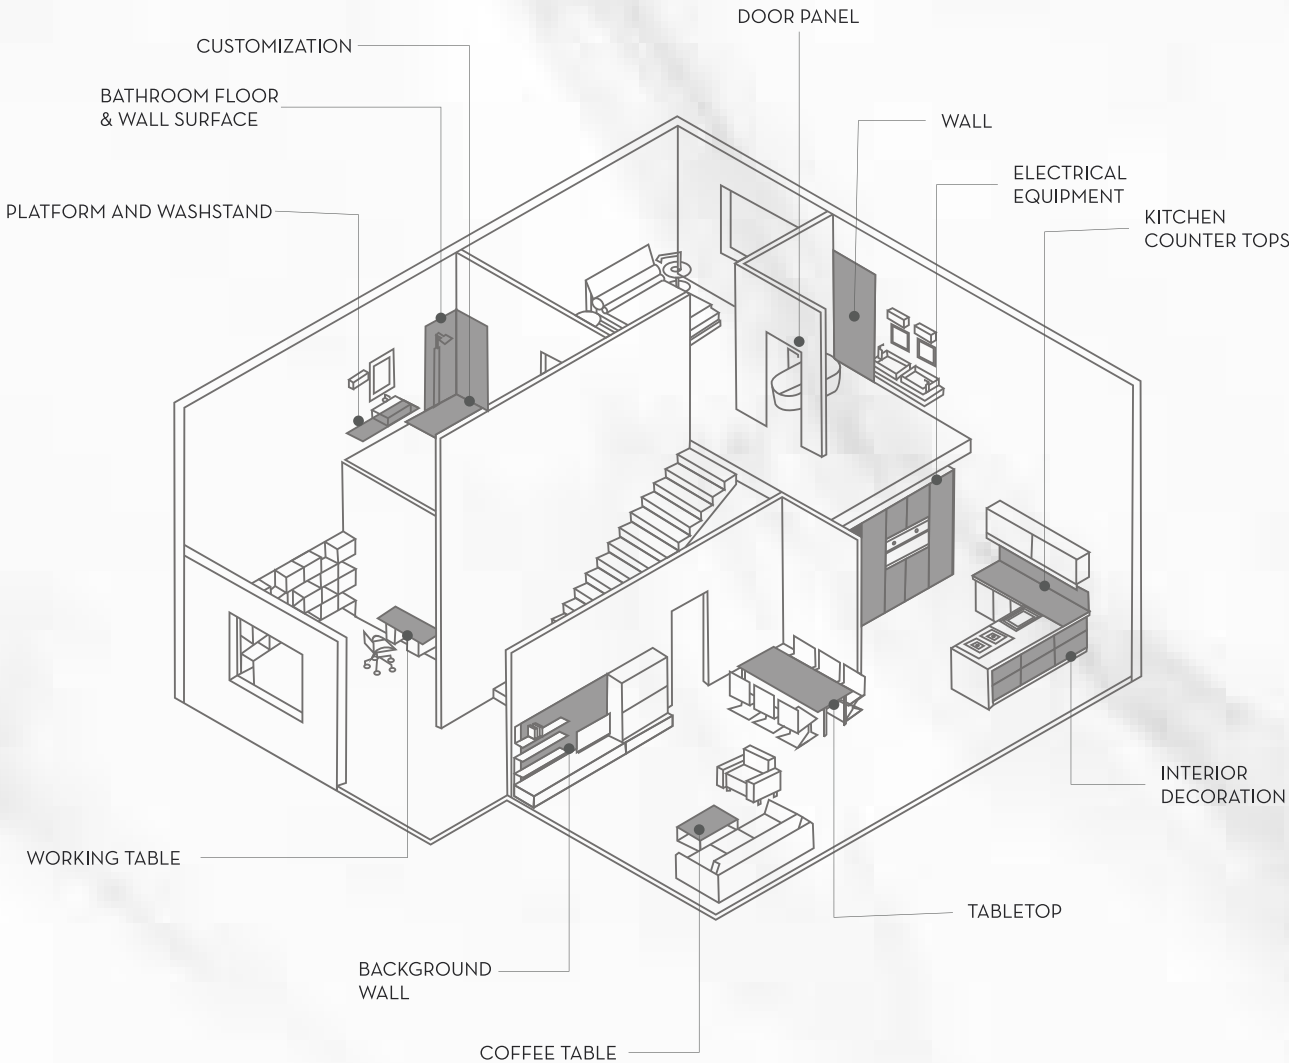 DOOR PANEL
CUSTOMIZATION
BATHROOM FLOOR
& WALL SURFACE
WALL
ELECTRICAL
EQUIPMENT
PLATFORM AND WASHSTAND
KITCHEN
COUNTER TOPS
INTERIOR
DECORATION
WORKING TABLE
TABLETOP
BACKGROUND
WALL
COFFEE TABLE